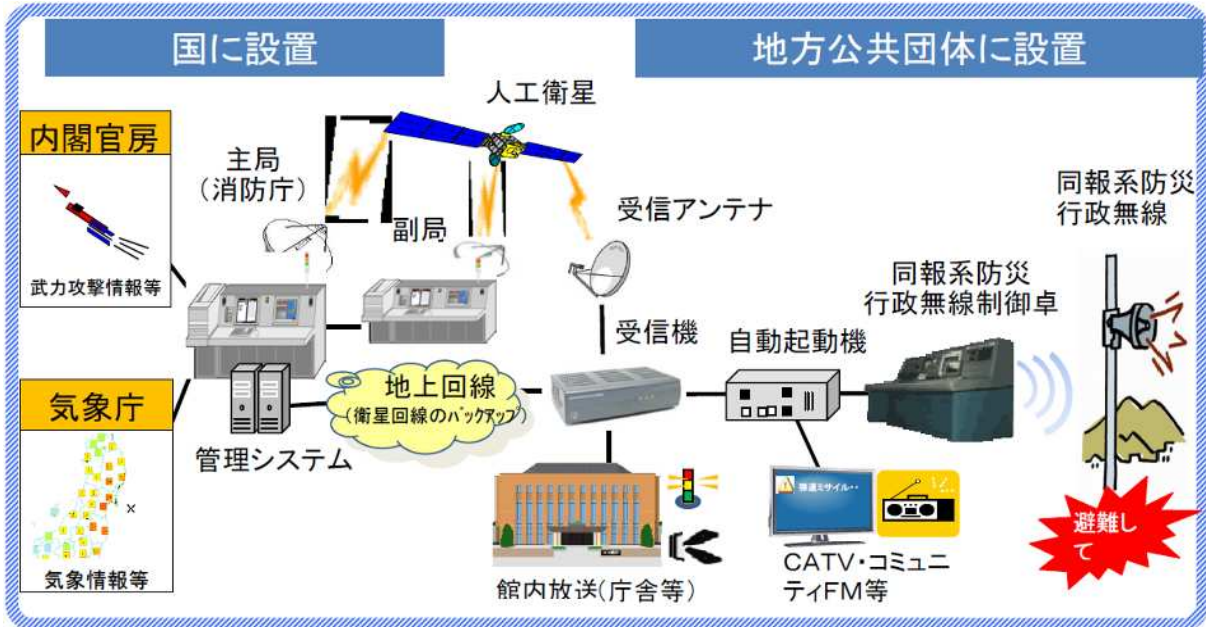 国に設置
地方公共団体に設置
人工衛星
内閣官房
武力攻撃情報等
主局
(消防庁)
副局
受信アンテナ
同報系防災
行政無線
同報系防災
行政無線制御卓
受信機
自動起動機
地上回線
(衛星回線のバックアップ)
気象庁
気象情報等
管理システム
館内放送(庁舎等)
CATV・コミュニ
ティFM等
避難し
て